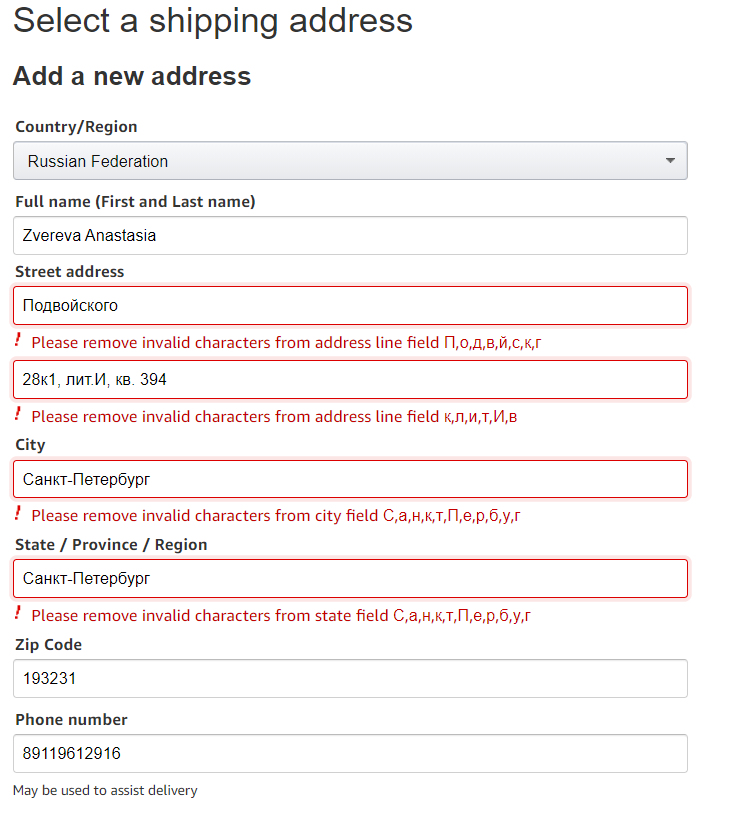 Select a shipping address
Add a new address
Country/Region
Russian Federation
Full name (First and Last name)
Zvereva Anastasia
Street address
Подвойского
! Please remove invalid characters from address line field П,о,д,в,й,с,к,г
28к1, лит.И, кв. 394
! Please remove invalid characters from address line field к,л,и,т,И,в
City
Санкт-Петербург
! Please remove invalid characters from city field С,а,н,к,т,П,е,р,б,у,г
State / Province / Region
Санкт-Петербург
! Please remove invalid characters from state field С,а,н,к,т,П,е,р,б,у,г
Zip Code
193231
Phone number
89119612916
May be used to assist delivery